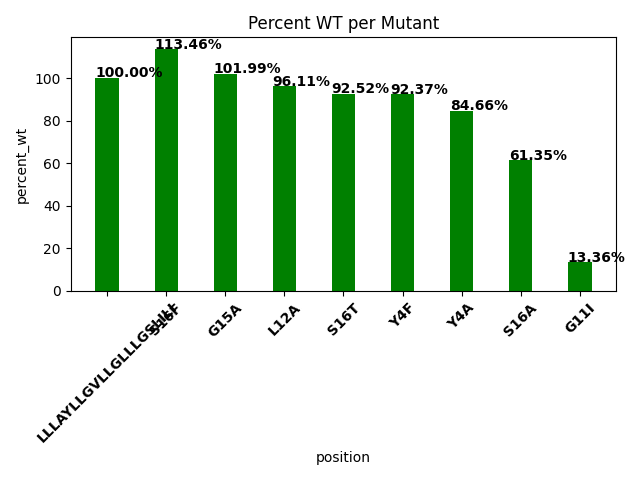 Percent WT per Mutant
percent_wt
100
80
60
40
20
0
100.00%
113.46%
101.99%
96.11%
92.52%
92.37%
84.66%
61.35%
13.36%
S16F
G15A
L12A
S16T
Y4F
Y4A
S16A
G11I
position